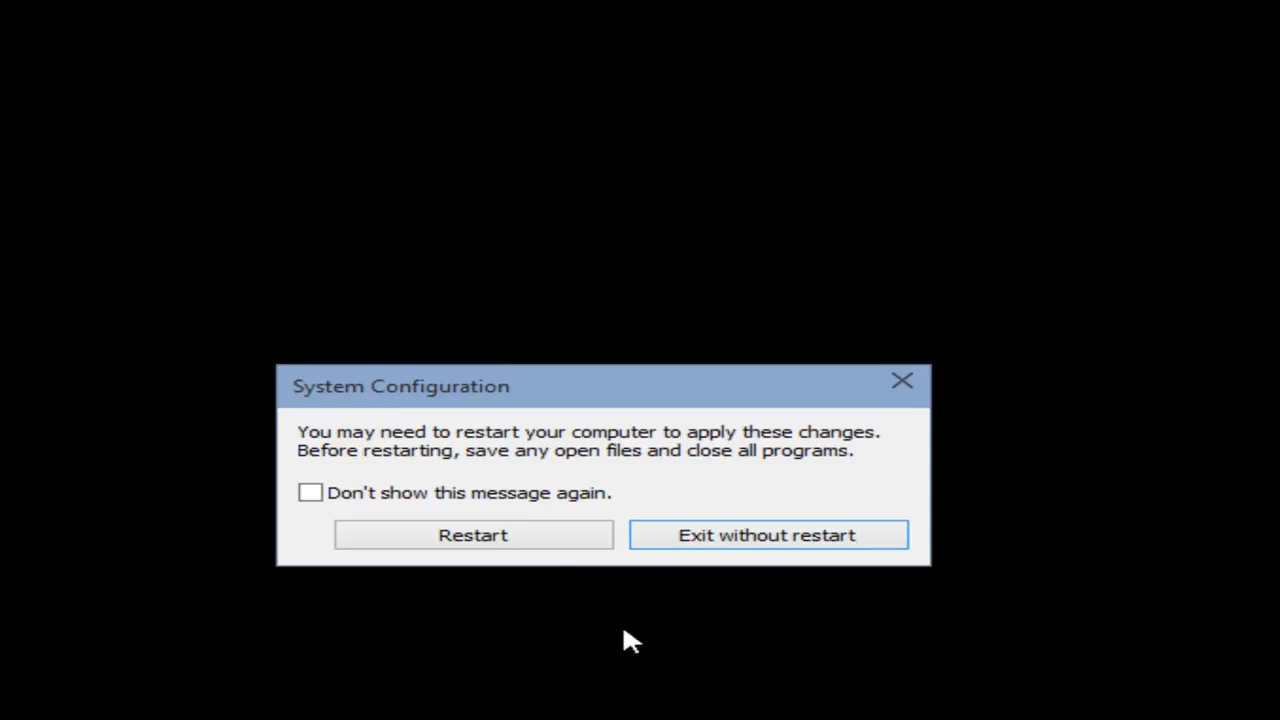 System Configuration
You may need to restart your computer to apply these changes.
Before restarting, save any open files and close all programs.
Don't show this message again.
Restart
Exit without restart